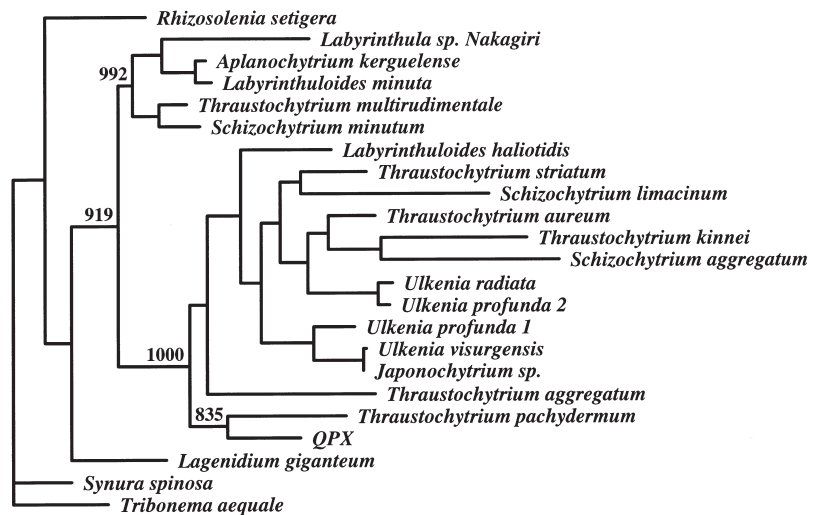 Rhizosolenia setigera
Labyrinthula sp. Nakagiri
Aplanochytrium kerguelense
992
Labyrinthuloides minuta
Thraustochytrium multirudimentale
Schizochytrium minutum
Labyrinthuloides haliotidis
Thraustochytrium striatum
Schizochytrium limacinum
919
Thraustochytrium aureum
Thraustochytrium kinnei
Schizochytrium aggregatum
Ulkenia radiata
Ulkenia profunda 2
Ulkenia profunda 1
1000
Ulkenia visurgensis
Japonochytrium sp.
Thraustochytrium aggregatum
835
Thraustochytrium pachydermum
QPX
Lagenidium giganteum
Synura spinosa
Tribonema aequale